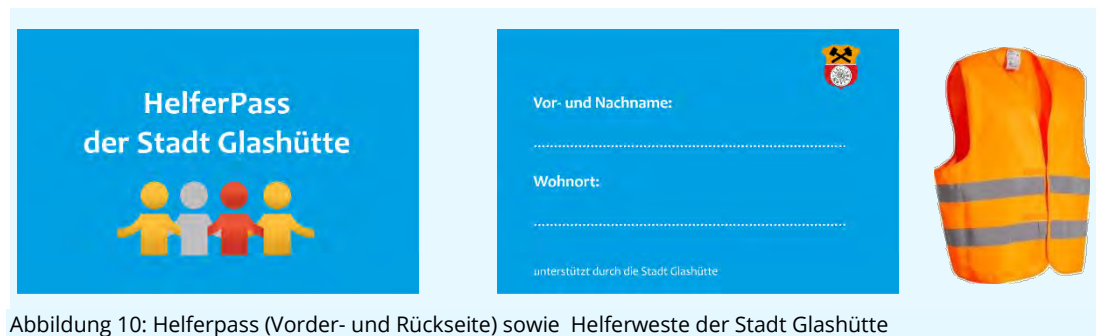 HelferPass
der Stadt Glashütte
Vor- und Nachname:
Wohnort:
unterstützt durch die Stadt Glashütte
Abbildung 10: Helferpass (Vorder- und Rückseite) sowie Helferweste der Stadt Glashütte